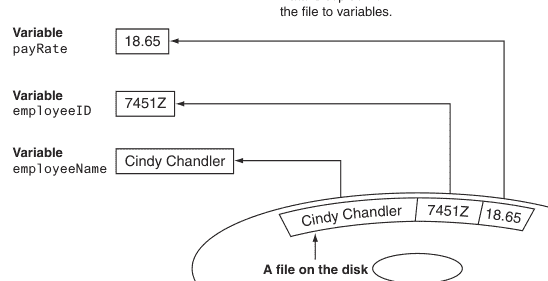 the file to variables.
Variable
payRate
18.65
Variable
employeeID
7451Z
Variable
employeeName
Cindy Chandler
Cindy Chandler
7451Z
18.65
A file on the disk